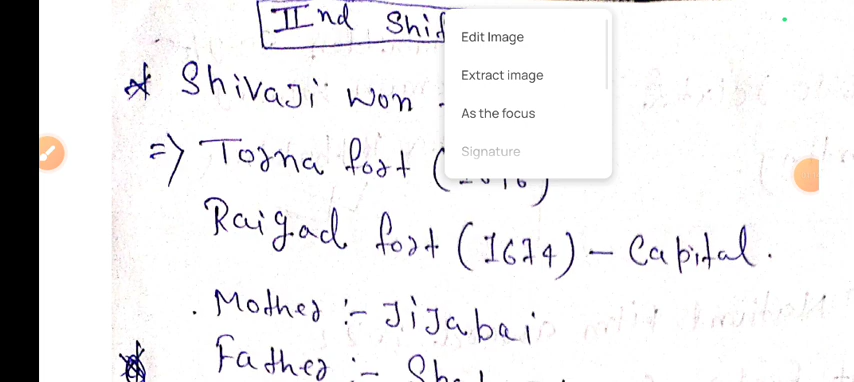 IInd Shif
Edit Image
Extract image
As the focus
Signature
* Shivaji won
=> Torna fort (
Raigad fort (1674) - Capital.
. Mother :- Jijabai
* Father :-